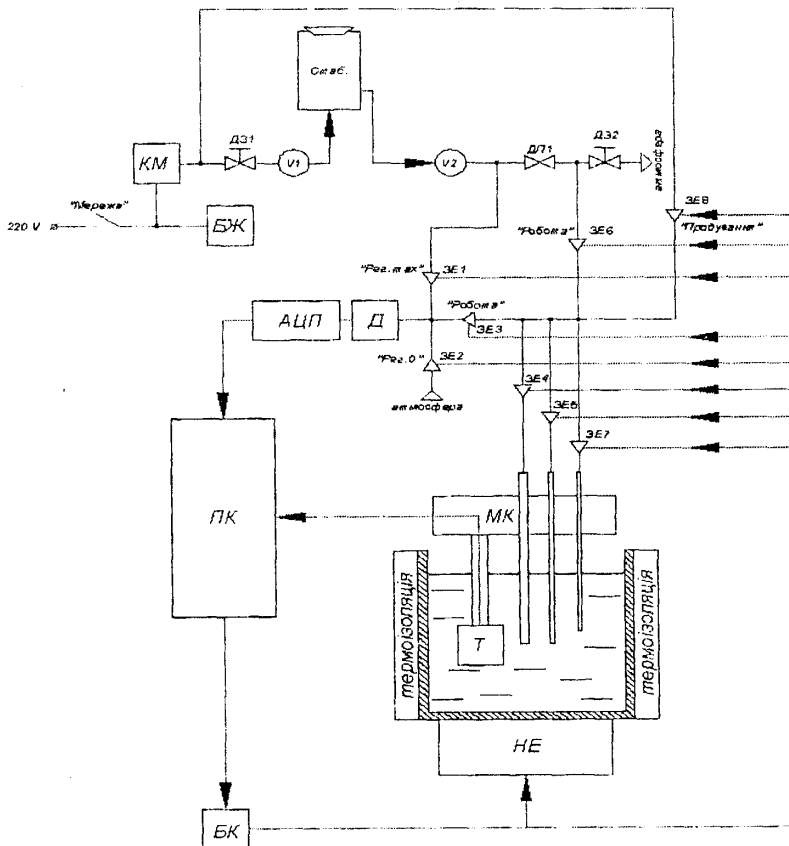 Стаб.
КМ
ДЗ1
V1
V2
ДЛ1
ДЗ2
атмосфера
"Мережа"
220 V
БЖ
ЗЕ8
"Продування"
ЗЕ6
"Робота"
"Рег.max"
ЗЕ1
АЦП
Д
"Робота"
ЗЕ3
"Рег.0"
ЗЕ2
атмосфера
ЗЕ4
ЗЕ5
ЗЕ7
ПК
МК
термоізоляція
Т
термоізоляція
НЕ
БК